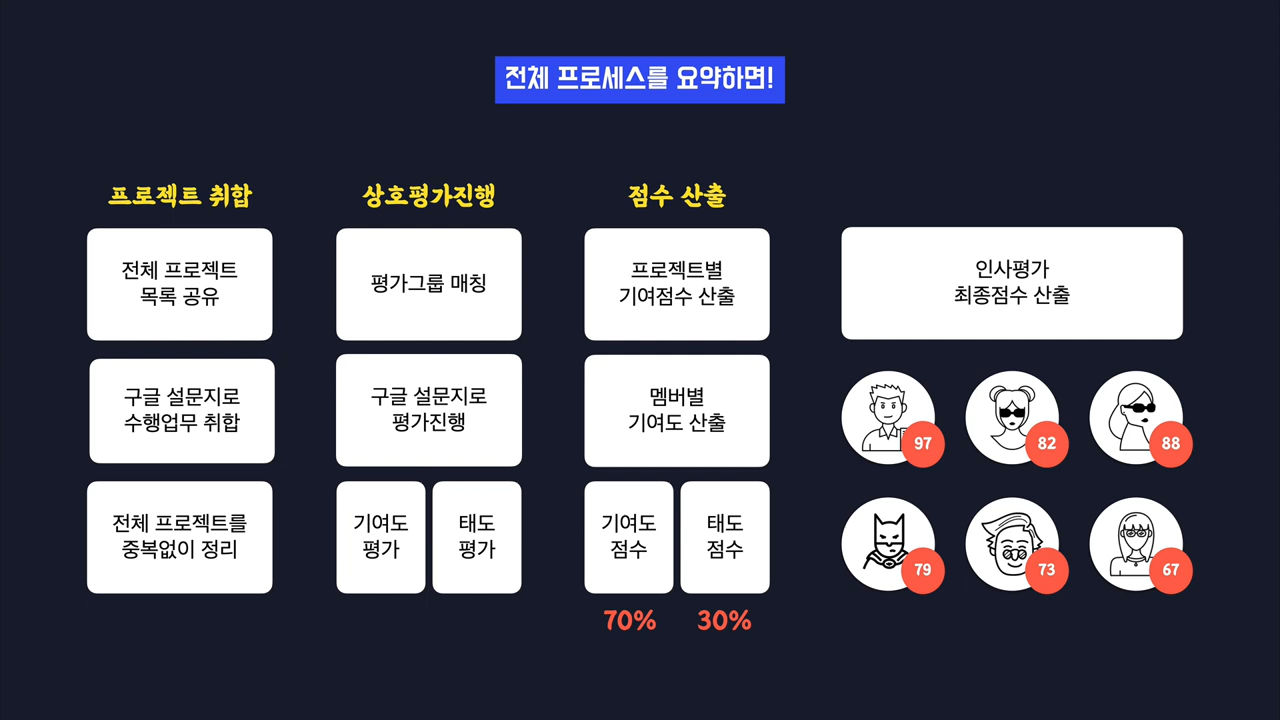 전체 프로세스를 요약하면!
프로젝트 취합
전체 프로젝트
목록 공유
구글 설문지로
수행업무 취합
전체 프로젝트를
중복없이 정리
상호평가진행
평가그룹 매칭
구글 설문지로
평가진행
기여도
평가
태도
평가
점수 산출
프로젝트별
기여점수 산출
멤버별
기여도 산출
기여도
점수
태도
점수
70%
30%
인사평가
최종점수 산출
97
82
88
79
73
67